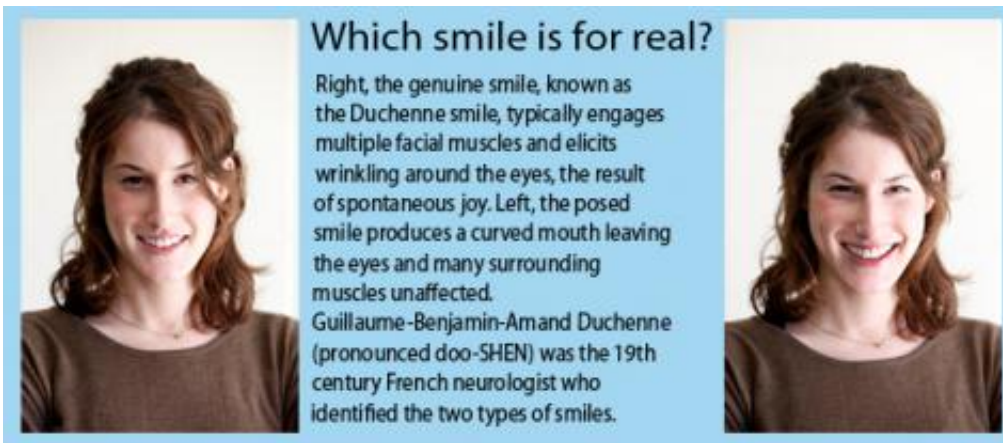 Which smile is for real?
Right, the genuine smile, known as
the Duchenne smile, typically engages
multiple facial muscles and elicits
wrinkling around the eyes, the result
of spontaneous joy. Left, the posed
smile produces a curved mouth leaving
the eyes and many surrounding
muscles unaffected.
Guillaume-Benjamin-Amand Duchenne
(pronounced doo-SHEN) was the 19th
century French neurologist who
identified the two types of smiles.